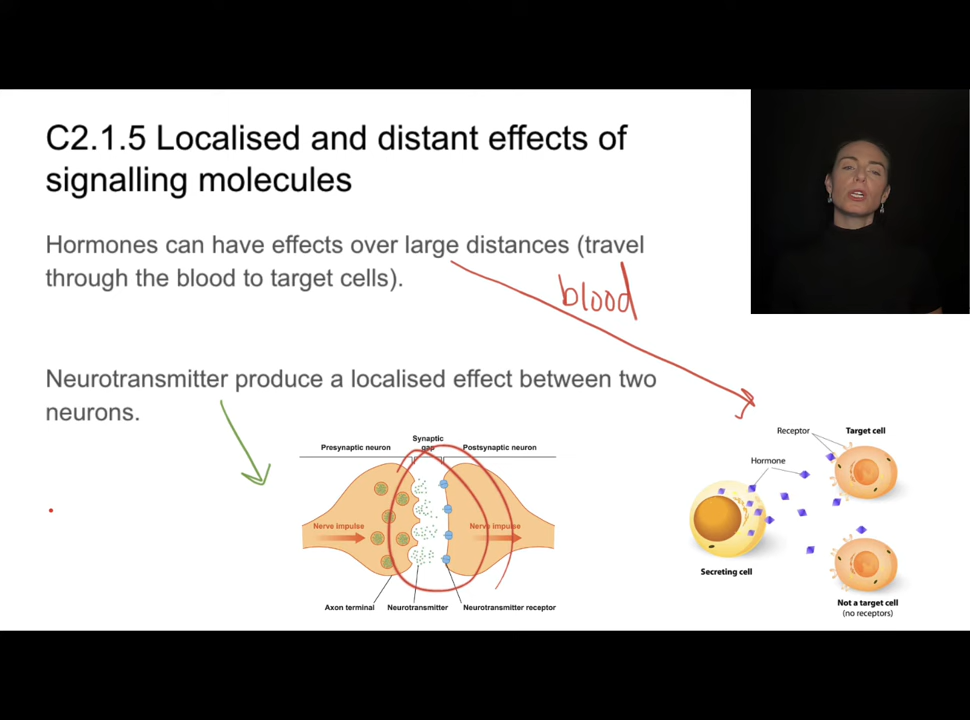 C2.1.5 Localised and distant effects of
signalling molecules
Hormones can have effects over large distances (travel
through the blood to target cells).
blood
Neurotransmitter produce a localised effect between two
neurons.
Presynaptic neuron
Synaptic
gap
Postsynaptic neuron
Nerve impulse
Nerve impulse
Axon terminal
Neurotransmitter
Neurotransmitter receptor
Receptor
Target cell
Hormone
Secreting cell
Not a target cell
(no receptors)